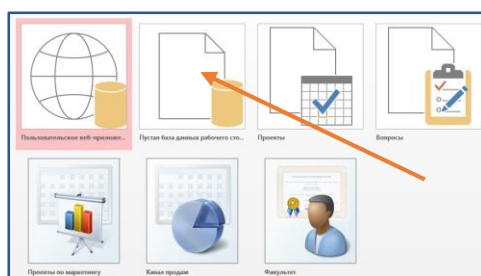 Пользовательское веб-приложе...
Пустая база данных рабочего сто...
Проекты
Вопросы
Проекты по маркетингу
Канал продаж
Факультет